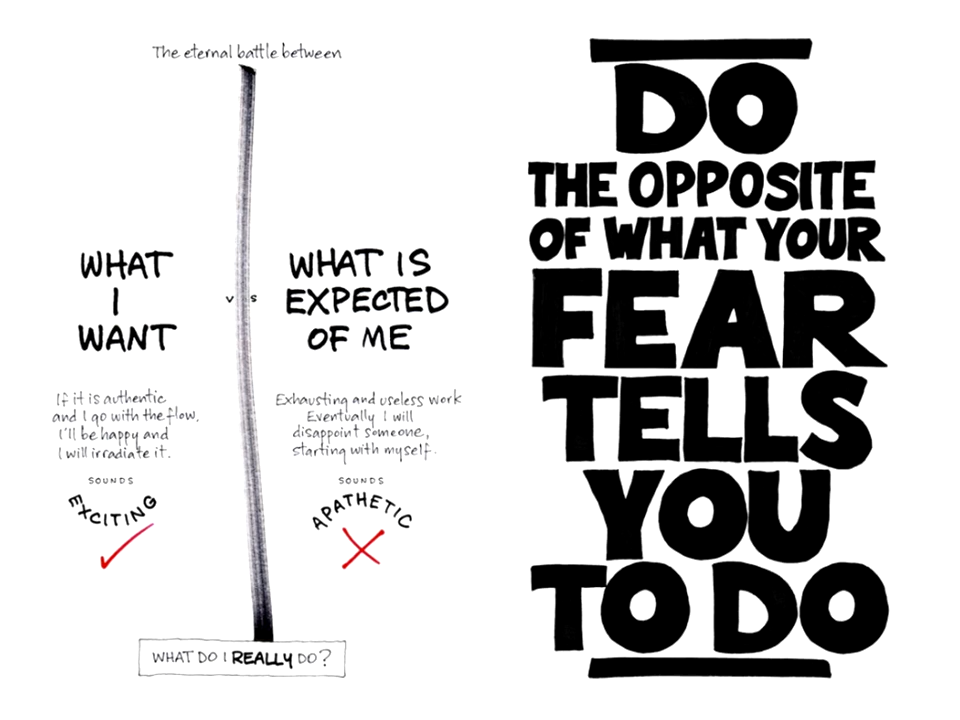 The eternal battle between
WHAT
I
WANT
If it is authentic
and I go with the flow,
I'll be happy and
I will irradiate it.
SOUNDS
EXCITING
vs
WHAT IS
EXPECTED
OF ME
Exhausting and useless work
Eventually I will
disappoint someone,
starting with myself.
SOUNDS
APATHETIC
WHAT DO I REALLY DO?
DO
THE OPPOSITE
OF WHAT YOUR
FEAR
TELLS
YOU
TO DO